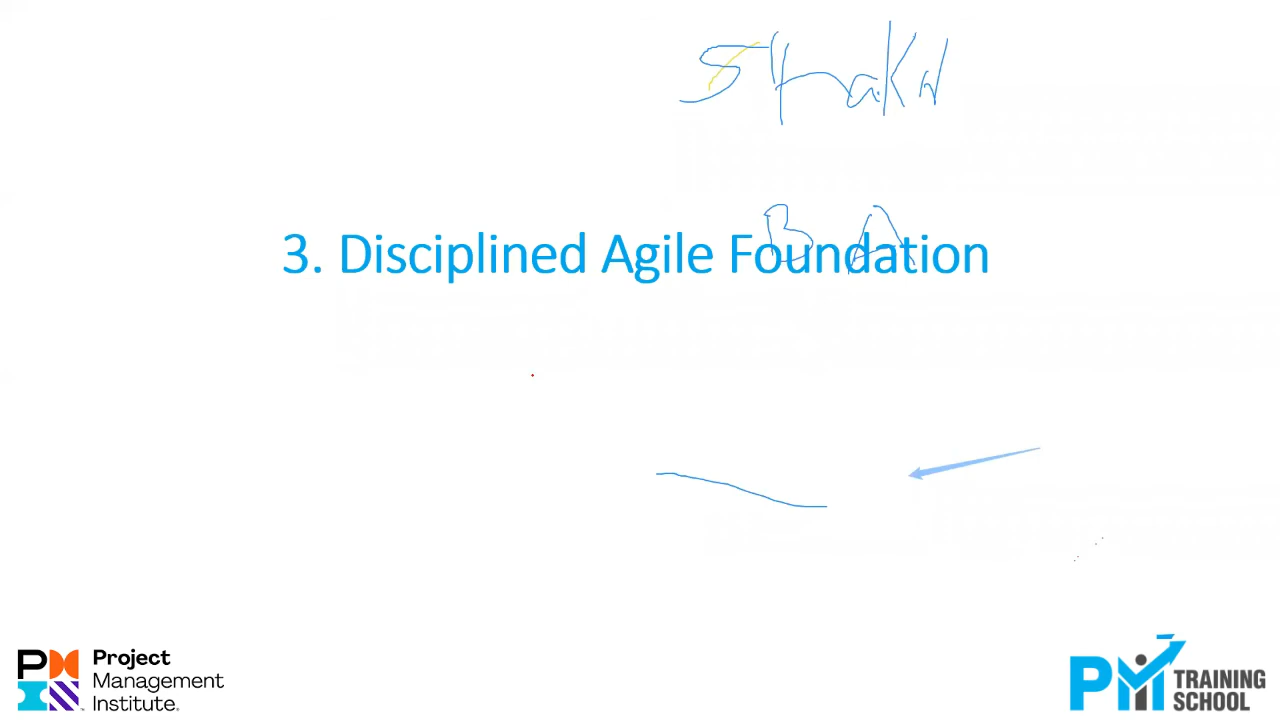 B A
3. Disciplined Agile Foundation
Project
Management
Institute.
PM TRAINING
SCHOOL